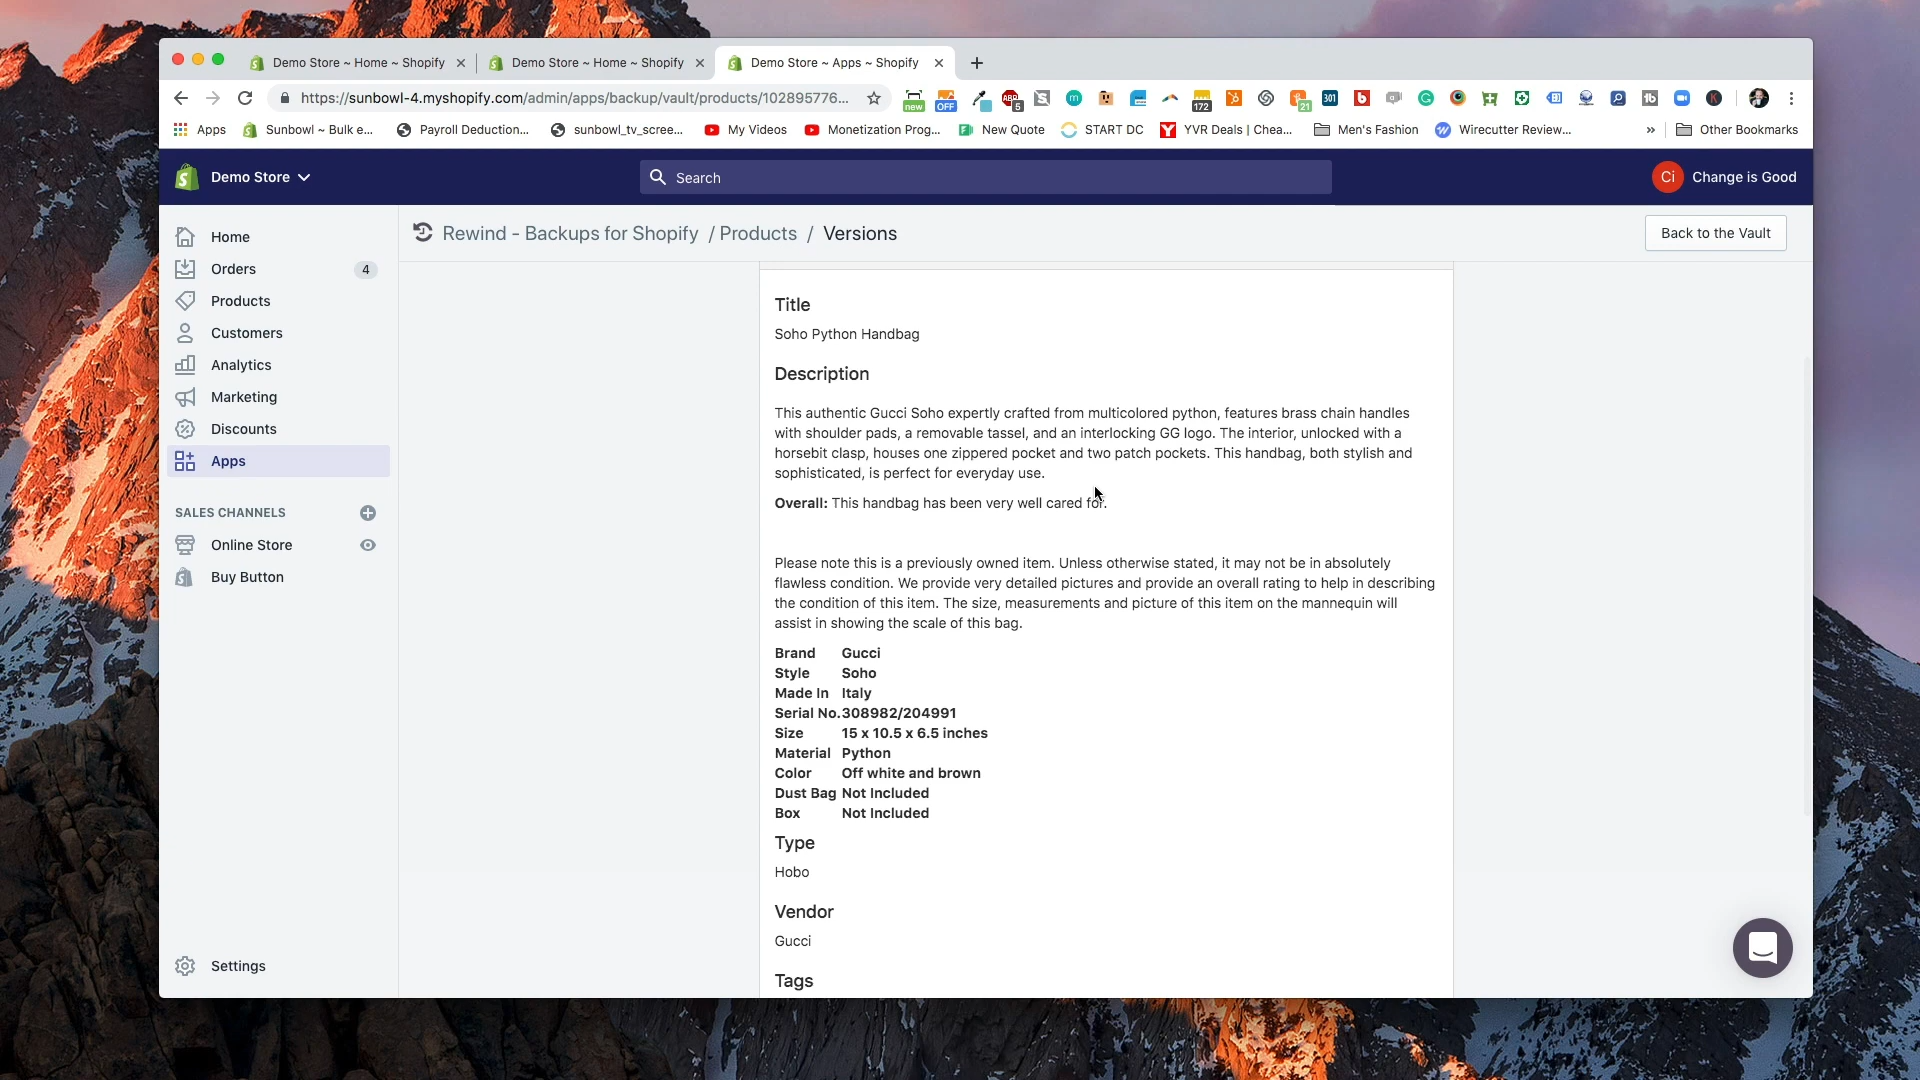 Demo Store ~ Home ~ Shopify
Demo Store ~ Home ~ Shopify
Demo Store ~ Apps ~ Shopify
https://sunbowl-4.myshopify.com/admin/apps/backup/vault/products/102895776...
new
OFF
ABP
5
172
21
301
Apps
Sunbowl ~ Bulk e...
Payroll Deduction...
sunbowl_tv_scree...
My Videos
Monetization Prog...
New Quote
START DC
YVR Deals | Chea...
Men's Fashion
Wirecutter Review...
»
Other Bookmarks
Demo Store
Search
Ci
Change is Good
Home
Orders
4
Products
Customers
Analytics
Marketing
Discounts
Apps
SALES CHANNELS
Online Store
Buy Button
Settings
Rewind - Backups for Shopify / Products / Versions
Back to the Vault
Title
Soho Python Handbag
Description
This authentic Gucci Soho expertly crafted from multicolored python, features brass chain handles
with shoulder pads, a removable tassel, and an interlocking GG logo. The interior, unlocked with a
horsebit clasp, houses one zippered pocket and two patch pockets. This handbag, both stylish and
sophisticated, is perfect for everyday use.
Overall: This handbag has been very well cared for.
Please note this is a previously owned item. Unless otherwise stated, it may not be in absolutely
flawless condition. We provide very detailed pictures and provide an overall rating to help in describing
the condition of this item. The size, measurements and picture of this item on the mannequin will
assist in showing the scale of this bag.
Brand Gucci
Style Soho
Made In Italy
Serial No. 308982/204991
Size 15 x 10.5 x 6.5 inches
Material Python
Color Off white and brown
Dust Bag Not Included
Box Not Included
Type
Hobo
Vendor
Gucci
Tags